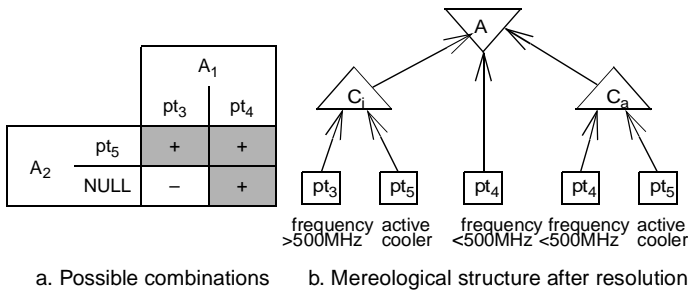 A1
pt3 pt4
A2
pt5 + +
NULL – +
A
Ci Ca
pt3 pt5 pt4 pt4 pt5
frequency active frequency frequency active
>500MHz cooler <500MHz <500MHz cooler
a. Possible combinations b. Mereological structure after resolution